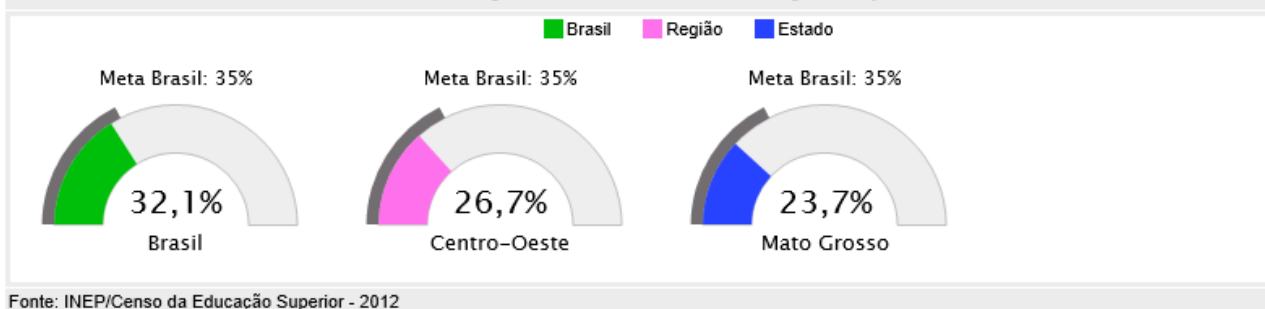 Brasil Região Estado
Meta Brasil: 35% Meta Brasil: 35% Meta Brasil: 35%
32,1% 26,7% 23,7%
Brasil Centro-Oeste Mato Grosso
Fonte: INEP/Censo da Educação Superior - 2012